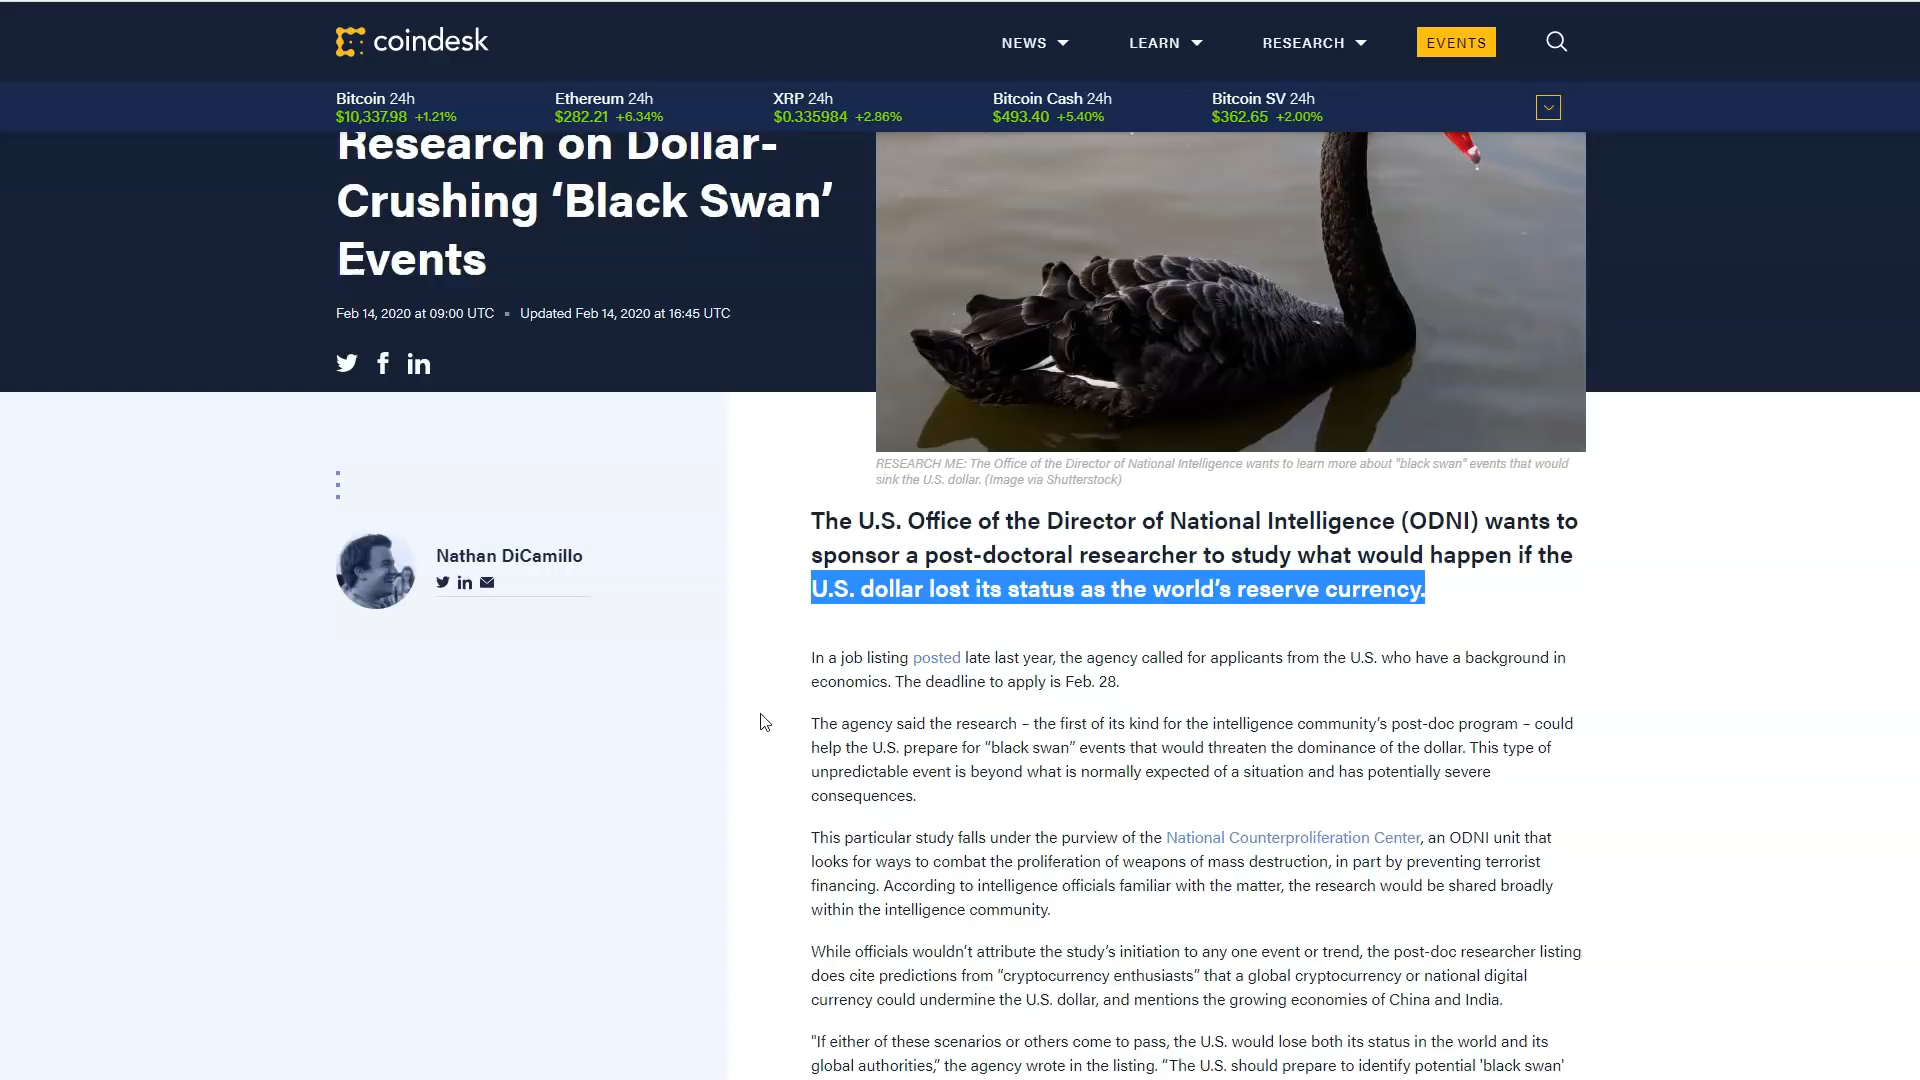 coindesk
NEWS
LEARN
RESEARCH
EVENTS
Bitcoin 24h
$10,337.98 +1.21%
Ethereum 24h
$282.21 +6.34%
XRP 24h
$0.335984 +2.86%
Bitcoin Cash 24h
$493.40 +5.40%
Bitcoin SV 24h
$362.65 +2.00%
Research on Dollar-
Crushing ‘Black Swan’
Events
Feb 14, 2020 at 09:00 UTC ▪ Updated Feb 14, 2020 at 16:45 UTC
RESEARCH ME: The Office of the Director of National Intelligence wants to learn more about "black swan" events that would
sink the U.S. dollar. (Image via Shutterstock)
Nathan DiCamillo
The U.S. Office of the Director of National Intelligence (ODNI) wants to
sponsor a post-doctoral researcher to study what would happen if the
U.S. dollar lost its status as the world’s reserve currency.
In a job listing posted late last year, the agency called for applicants from the U.S. who have a background in
economics. The deadline to apply is Feb. 28.
The agency said the research – the first of its kind for the intelligence community’s post-doc program – could
help the U.S. prepare for “black swan” events that would threaten the dominance of the dollar. This type of
unpredictable event is beyond what is normally expected of a situation and has potentially severe
consequences.
This particular study falls under the purview of the National Counterproliferation Center, an ODNI unit that
looks for ways to combat the proliferation of weapons of mass destruction, in part by preventing terrorist
financing. According to intelligence officials familiar with the matter, the research would be shared broadly
within the intelligence community.
While officials wouldn’t attribute the study’s initiation to any one event or trend, the post-doc researcher listing
does cite predictions from “cryptocurrency enthusiasts” that a global cryptocurrency or national digital
currency could undermine the U.S. dollar, and mentions the growing economies of China and India.
"If either of these scenarios or others come to pass, the U.S. would lose both its status in the world and its
global authorities,” the agency wrote in the listing. “The U.S. should prepare to identify potential 'black swan'